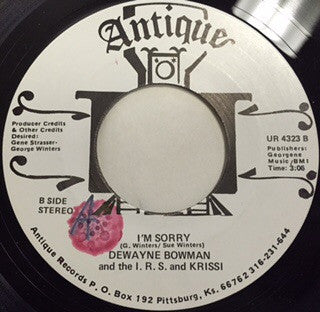 Antique
Producer Credits
& Other Credits
Desired:
Gene Strasser-
George Winters
UR 4323 B
Publishers:
Georgene
Music/BMI
Time: 3:06
B SIDE
STEREO
I'M SORRY
(G. Winters/ Sue Winters)
DEWAYNE BOWMAN
and the I. R. S. and KRISSI
Antique Records P. O. Box 192 Pittsburg, Ks. 66762 316-231-644